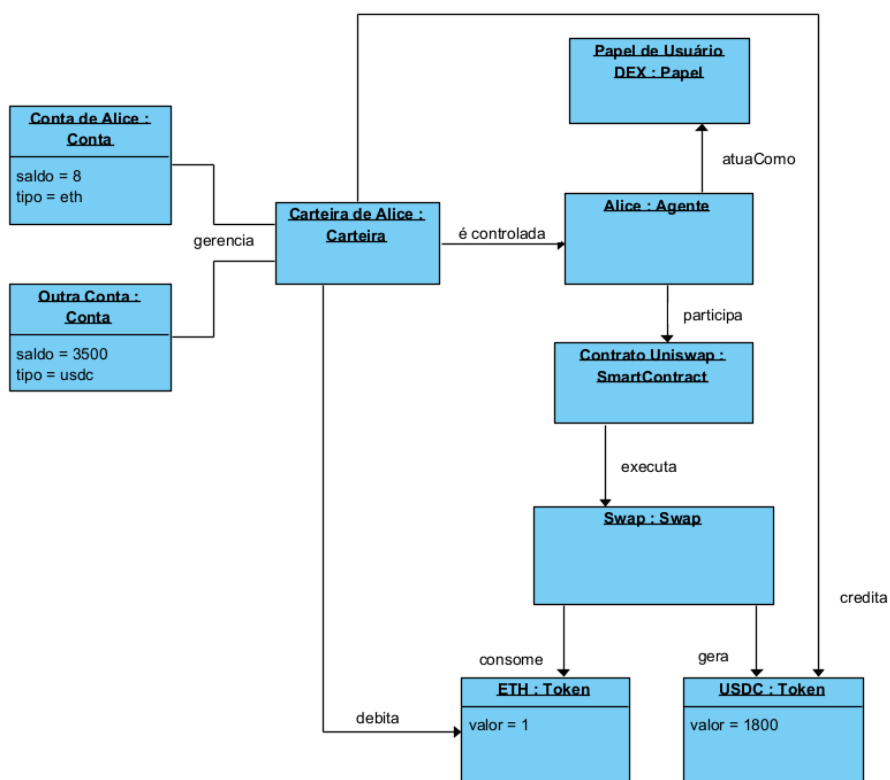 Papel de Usuário
DEX : Papel
Conta de Alice :
Conta
saldo = 8
tipo = eth
atuaComo
Carteira de Alice :
Carteira
Alice : Agente
gerencia
é controlada
Outra Conta :
Conta
saldo = 3500
tipo = usdc
participa
Contrato Uniswap :
SmartContract
executa
Swap : Swap
credita
consome
gera
ETH : Token
valor = 1
USDC : Token
valor = 1800
debita